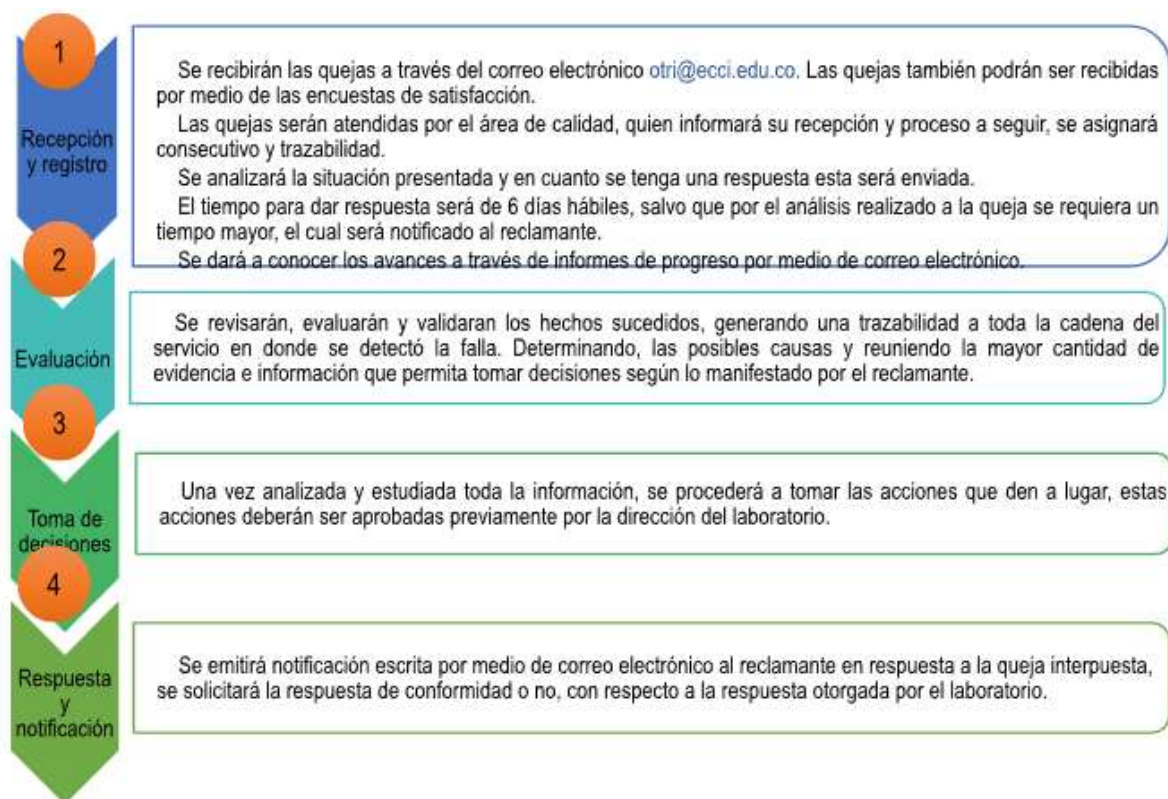 1
Recepción
y registro
Se recibirán las quejas a través del correo electrónico otri@ecci.edu.co. Las quejas también podrán ser recibidas
por medio de las encuestas de satisfacción.
Las quejas serán atendidas por el área de calidad, quien informará su recepción y proceso a seguir, se asignará
consecutivo y trazabilidad.
Se analizará la situación presentada y en cuanto se tenga una respuesta esta será enviada.
El tiempo para dar respuesta será de 6 días hábiles, salvo que por el análisis realizado a la queja se requiera un
tiempo mayor, el cual será notificado al reclamante.
Se dará a conocer los avances a través de informes de progreso por medio de correo electrónico.
2
Evaluación
Se revisarán, evaluarán y validaran los hechos sucedidos, generando una trazabilidad a toda la cadena del
servicio en donde se detectó la falla. Determinando, las posibles causas y reuniendo la mayor cantidad de
evidencia e información que permita tomar decisiones según lo manifestado por el reclamante.
3
Toma de
decisiones
Una vez analizada y estudiada toda la información, se procederá a tomar las acciones que den a lugar, estas
acciones deberán ser aprobadas previamente por la dirección del laboratorio.
4
Respuesta
y
notificación
Se emitirá notificación escrita por medio de correo electrónico al reclamante en respuesta a la queja interpuesta,
se solicitará la respuesta de conformidad o no, con respecto a la respuesta otorgada por el laboratorio.